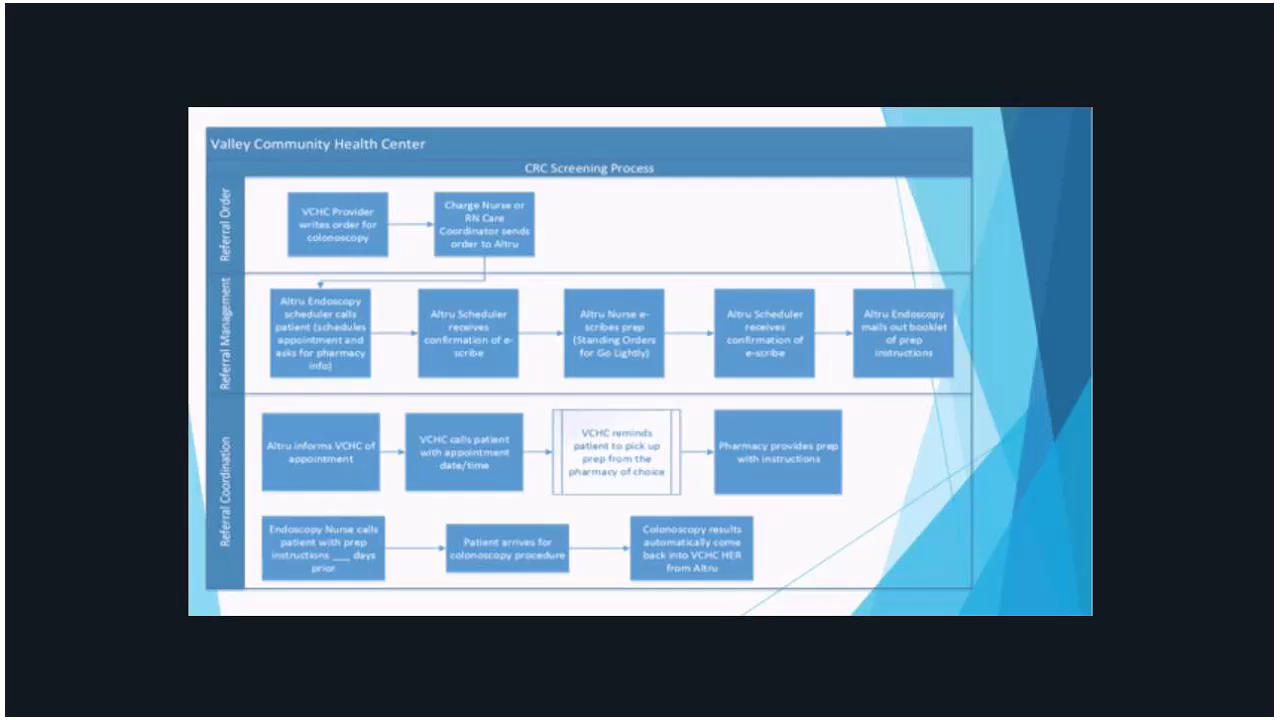 Valley Community Health Center
CRC Screening Process
Referral Order
VCHC Provider
writes order for
colonoscopy
Charge Nurse or
RN Care
Coordinator sends
order to Altru
Referral Management
Altru Endoscopy
scheduler calls
patient (schedules
appointment and
asks for pharmacy
info)
Altru Scheduler
receives
confirmation of e-
scribe
Altru Nurse e-
scribes prep
(Standing Orders
for Go Lightly)
Altru Scheduler
receives
confirmation of
e-scribe
Altru Endoscopy
mails out booklet
of prep
instructions
Referral Coordination
Altru informs VCHC of
appointment
VCHC calls patient
with appointment
date/time
VCHC reminds
patient to pick up
prep from the
pharmacy of choice
Pharmacy provides prep
with instructions
Endoscopy Nurse calls
patient with prep
instructions ___ days
prior
Patient arrives for
colonoscopy procedure
Colonoscopy results
automatically come
back into VCHC HER
from Altru